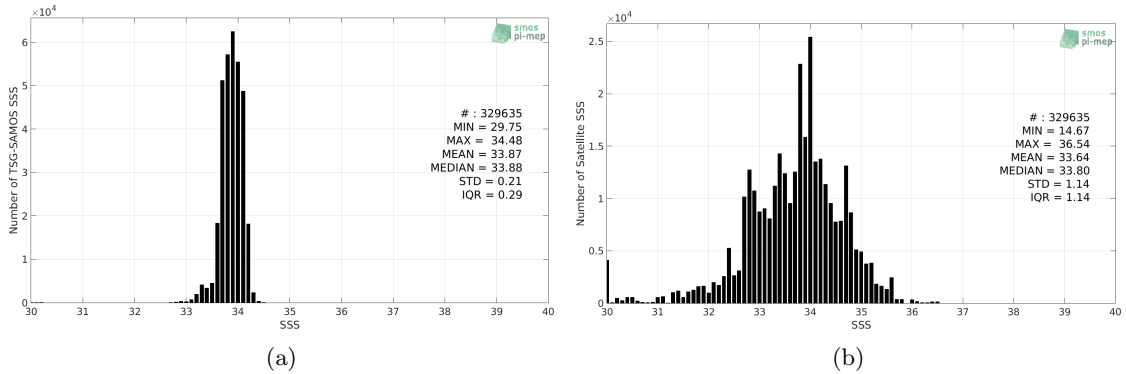 ×10⁴
smos
pi-mep
Number of TSG-SAMOS SSS
6
5
4
3
2
1
0
# : 329635
MIN = 29.75
MAX = 34.48
MEAN = 33.87
MEDIAN = 33.88
STD = 0.21
IQR = 0.29
30 31 32 33 34 35 36 37 38 39 40
SSS
(a)
×10⁴
smos
pi-mep
Number of Satellite SSS
2.5
2
1.5
1
0.5
0
# : 329635
MIN = 14.67
MAX = 36.54
MEAN = 33.64
MEDIAN = 33.80
STD = 1.14
IQR = 1.14
30 31 32 33 34 35 36 37 38 39 40
SSS
(b)